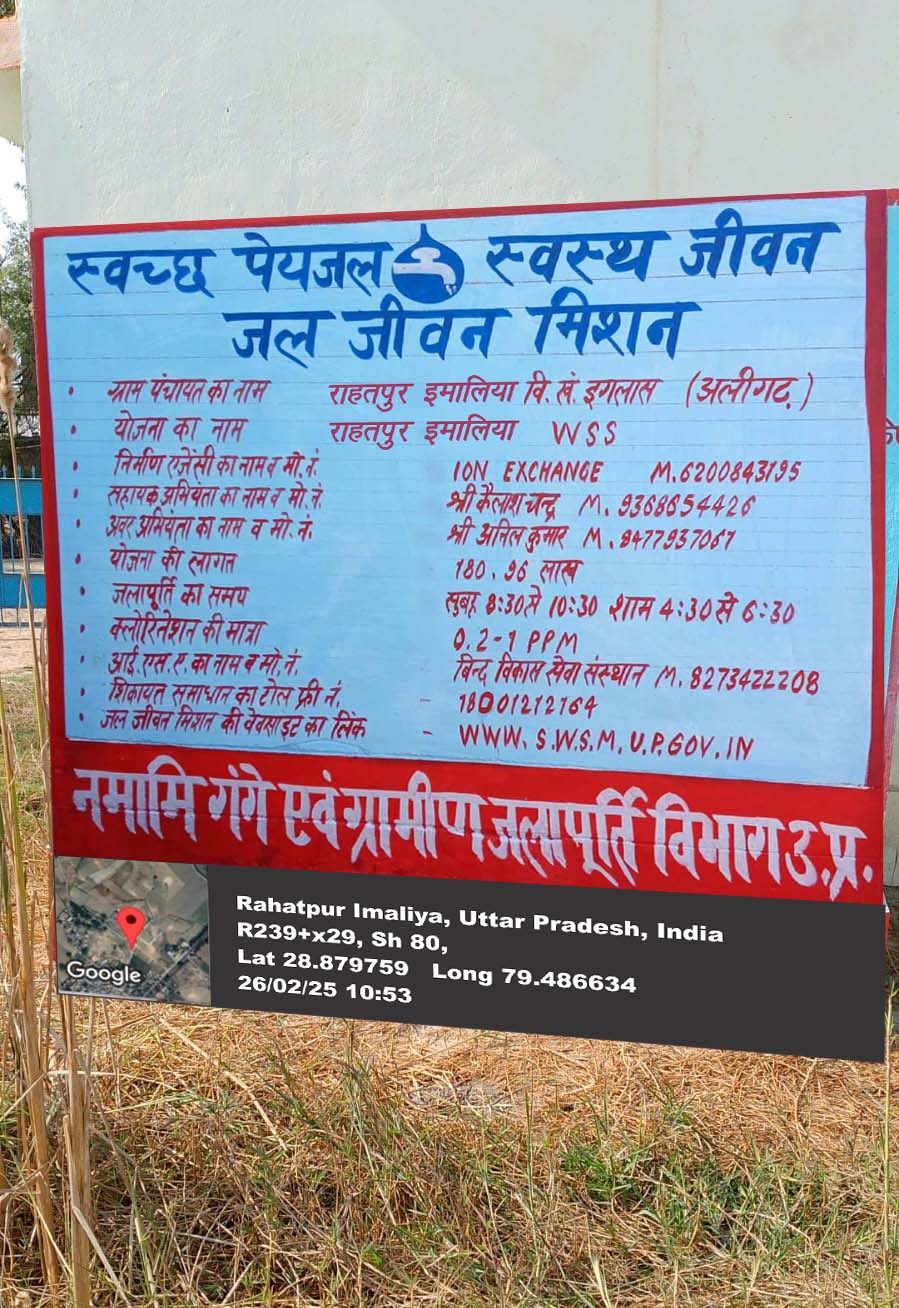 स्वच्छ पेयजल स्वस्थ जीवन
जल जीवन मिशन
• ग्राम पंचायत का नाम राहतपुर इमालिया वि. खं. इगलास (अलीगढ़)
• योजना का नाम राहतपुर इमालिया WSS
• निर्माण एजेंसी का नाम व मो. नं. ION EXCHANGE M. 6200843195
• सहायक अभियंता का नाम व मो. नं. श्री कैलाश चन्द्र M. 9368654426
• अवर अभियंता का नाम व मो. नं. श्री अनिल कुमार M. 8477937067
• योजना की लागत 180.96 लाख
• जलापूर्ति का समय सुबह 8:30 से 10:30 शाम 4:30 से 6:30
• क्लोरिनेशन की मात्रा 0.2-1 PPM
• आई. एस. ए. का नाम व मो. नं. बिन्दु विकास सेवा संस्थान M. 8273422208
• शिकायत समाधान का टोल फ्री नं. - 18001212164
• जल जीवन मिशन की वेबसाइट का लिंक - WWW. S.W.S.M. U.P.GOV.IN
नमामि गंगे एवं ग्रामीण जलापूर्ति विभाग उ.प्र.
Google
Rahatpur Imaliya, Uttar Pradesh, India
R239+x29, Sh 80,
Lat 28.879759 Long 79.486634
26/02/25 10:53